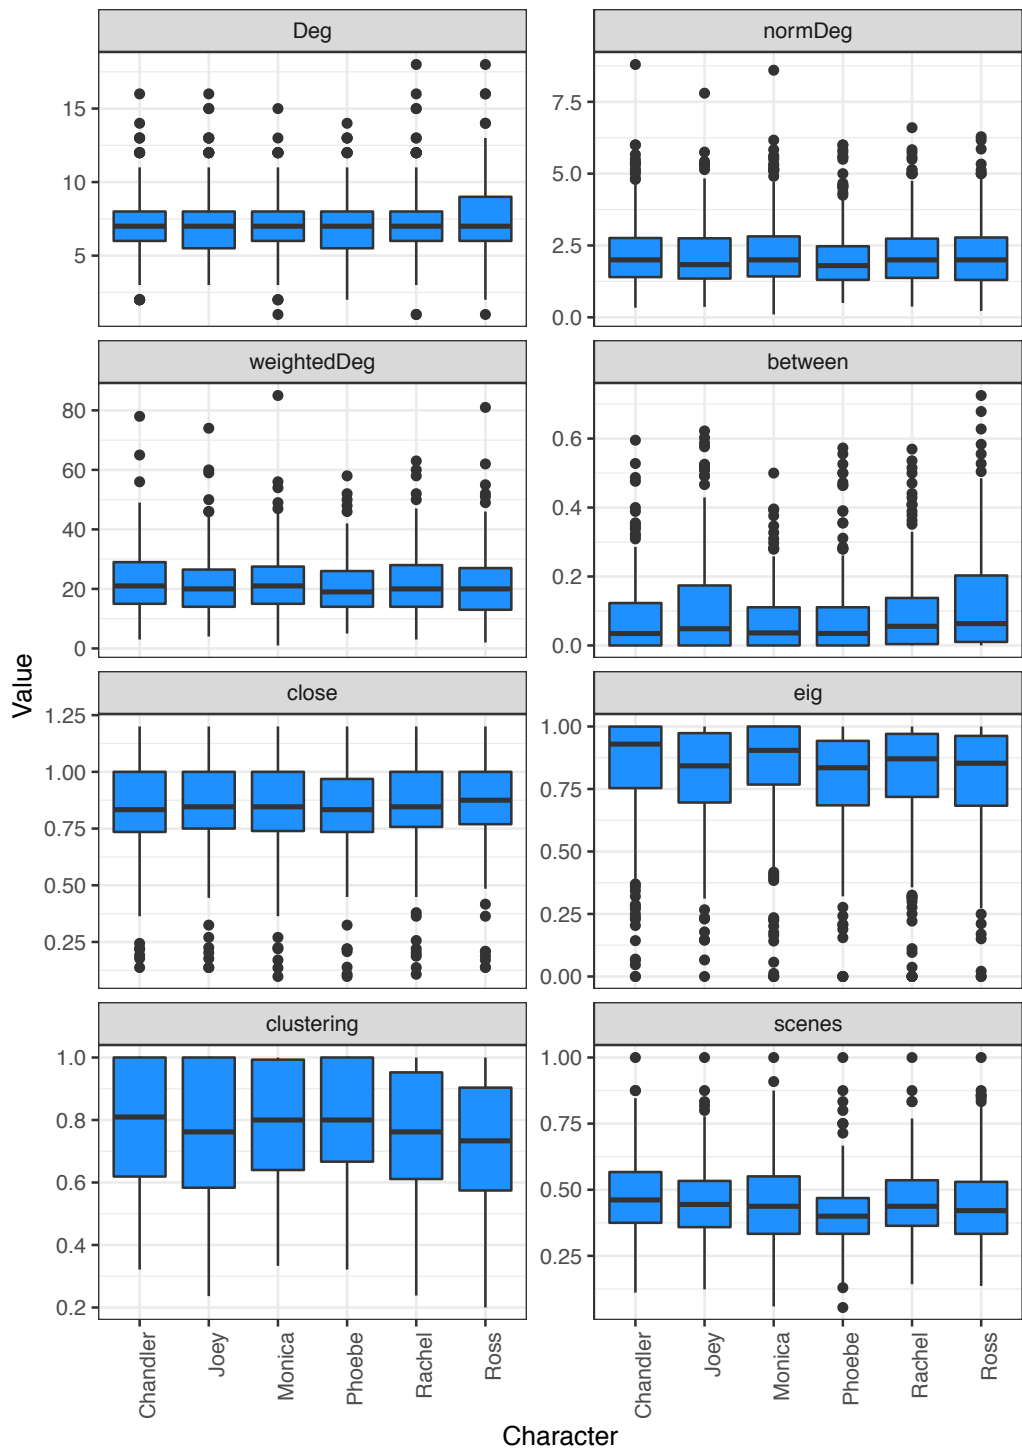 Deg
normDeg
15
10
5
7.5
5.0
2.5
0.0
weightedDeg
between
80
60
40
20
0
0.6
0.4
0.2
0.0
Value
close
eig
1.25
1.00
0.75
0.50
0.25
1.00
0.75
0.50
0.25
0.00
clustering
scenes
1.0
0.8
0.6
0.4
0.2
1.00
0.75
0.50
0.25
Chandler
Joey
Monica
Phoebe
Rachel
Ross
Chandler
Joey
Monica
Phoebe
Rachel
Ross
Character